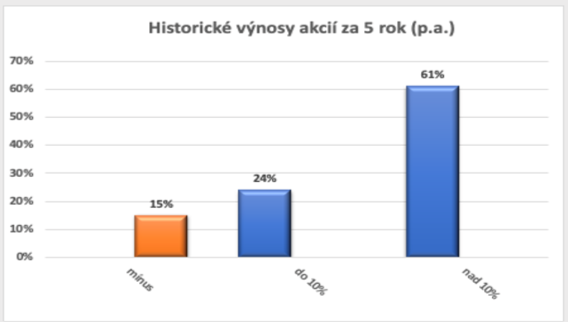 Historické výnosy akcií za 5 rok (p.a.)
70%
60%
50%
40%
30%
20%
10%
0%
15%
24%
61%
mínus
do 10%
nad 10%